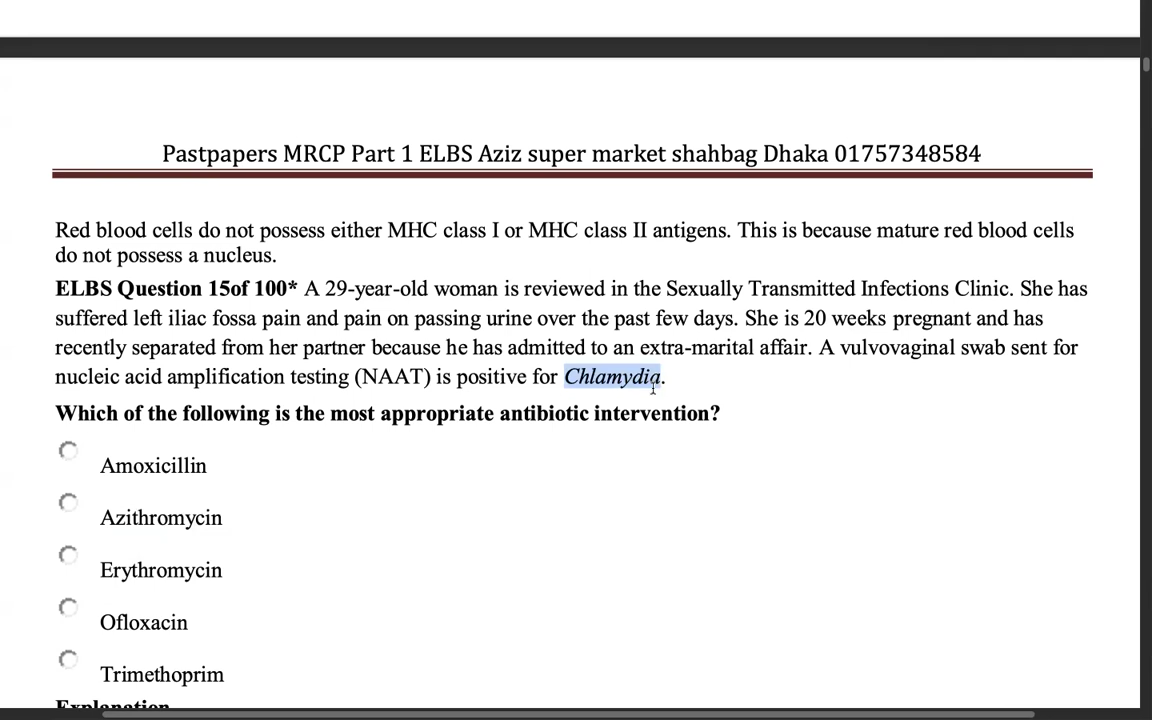 Pastpapers MRCP Part 1 ELBS Aziz super market shahbag Dhaka 01757348584
Red blood cells do not possess either MHC class I or MHC class II antigens. This is because mature red blood cells
do not possess a nucleus.
ELBS Question 15of 100* A 29-year-old woman is reviewed in the Sexually Transmitted Infections Clinic. She has
suffered left iliac fossa pain and pain on passing urine over the past few days. She is 20 weeks pregnant and has
recently separated from her partner because he has admitted to an extra-marital affair. A vulvovaginal swab sent for
nucleic acid amplification testing (NAAT) is positive for Chlamydia.
Which of the following is the most appropriate antibiotic intervention?
Amoxicillin
Azithromycin
Erythromycin
Ofloxacin
Trimethoprim
Explanation